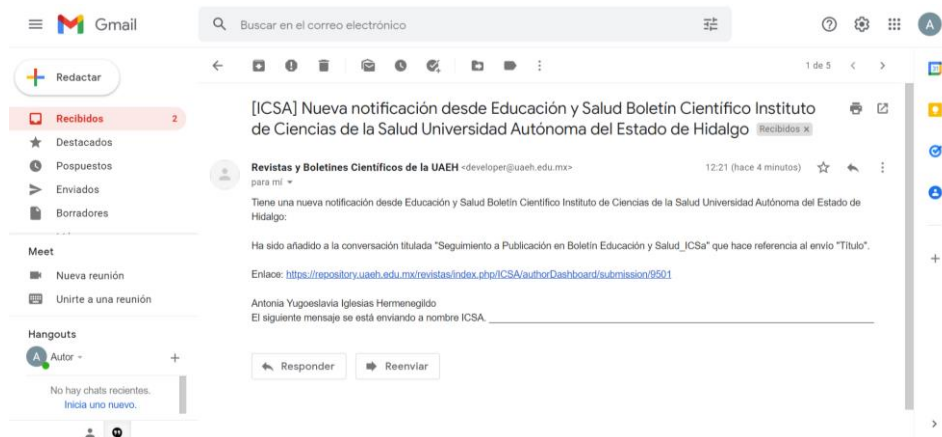 Gmail
Buscar en el correo electrónico
A
Redactar
1 de 5
Recibidos 2
Destacados
Pospuestos
Enviados
Borradores
Meet
Nueva reunión
Unirte a una reunión
Hangouts
A Autor
No hay chats recientes.
Inicia uno nuevo.
[ICSA] Nueva notificación desde Educación y Salud Boletín Científico Instituto
de Ciencias de la Salud Universidad Autónoma del Estado de Hidalgo Recibidos x
Revistas y Boletines Científicos de la UAEH <developer@uaeh.edu.mx> 12:21 (hace 4 minutos)
para mí
Tiene una nueva notificación desde Educación y Salud Boletín Científico Instituto de Ciencias de la Salud Universidad Autónoma del Estado de
Hidalgo:
Ha sido añadido a la conversación titulada "Seguimiento a Publicación en Boletín Educación y Salud_ICSa" que hace referencia al envío "Título".
Enlace: https://repository.uaeh.edu.mx/revistas/index.php/ICSA/authorDashboard/submission/9501
Antonia Yugoeslavia Iglesias Hermenegildo
El siguiente mensaje se está enviando a nombre ICSA.
Responder
Reenviar